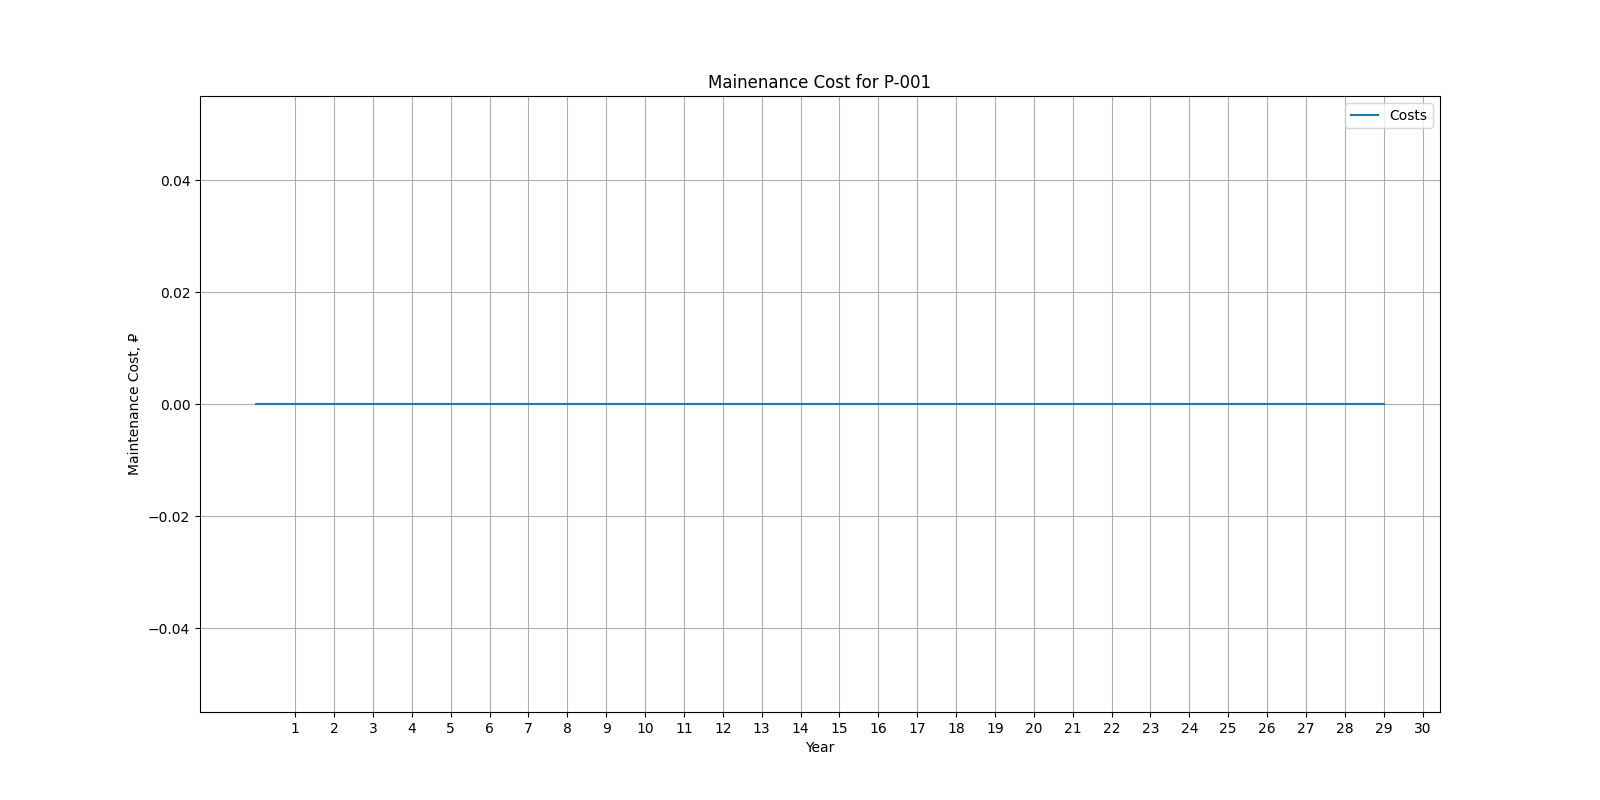 Mainenance Cost for P-001
Costs
0.04
0.02
0.00
−0.02
−0.04
Maintenance Cost, ₽
1 2 3 4 5 6 7 8 9 10 11 12 13 14 15 16 17 18 19 20 21 22 23 24 25 26 27 28 29 30
Year